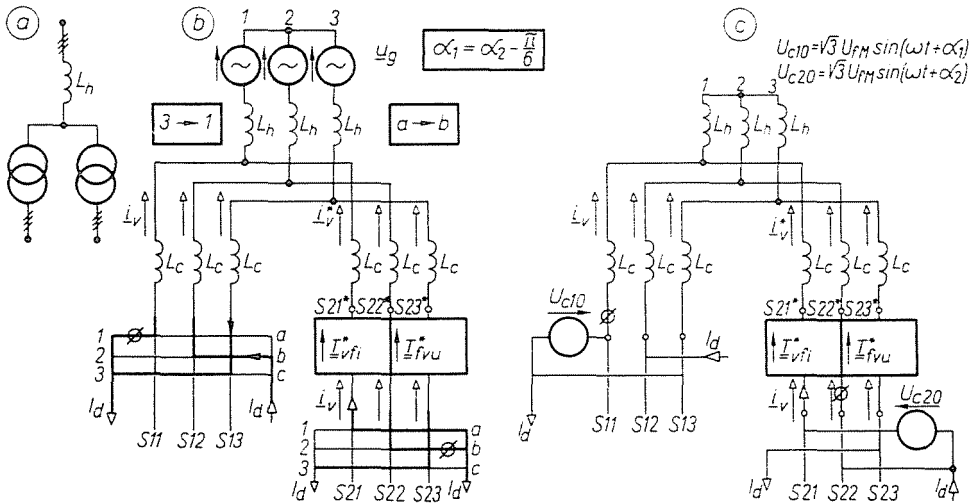 a
b
c
1 2 3
u_g
α₁ = α₂ - π/6
U_c10 = √3 U_fM sin(ωt + α₁)
U_c20 = √3 U_fM sin(ωt + α₂)
L_h
3 → 1
L_h L_h L_h
a → b
1 2 3
L_h L_h L_h
i_v
i_v*
i_v*
L_c L_c L_c
L_c L_c L_c
L_c L_c L_c
L_c L_c L_c
S21* S22* S23*
U_c10
S21* S22* S23*
1 a
2 b
3 c
I_d I_d
I*_vfi I*_fvu
I_d
I*_vfi I*_fvu
S11 S12 S13
i_v
I_d
S11 S12 S13
i_v
U_c20
1 a
2 b
3 c
I_d S21 S22 S23 I_d
I_d S21 S22 S23 I_d